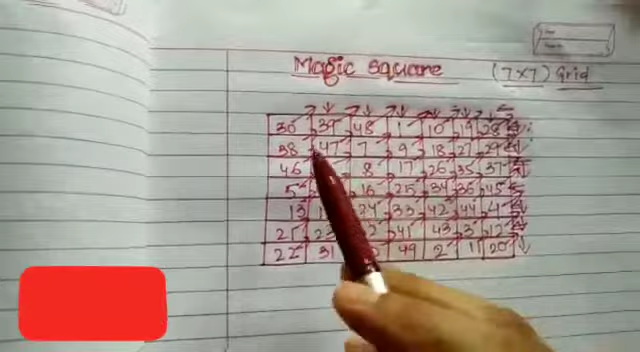 Magic square (7x7) Grid
30 39 48 1 10 19 28
38 47 7 9 18 27 29
46 8 17 26 35 37
5 16 25 34 36 45
13 24 33 42 44 4
21 23 41 43 3 12
22 31 49 2 11 20